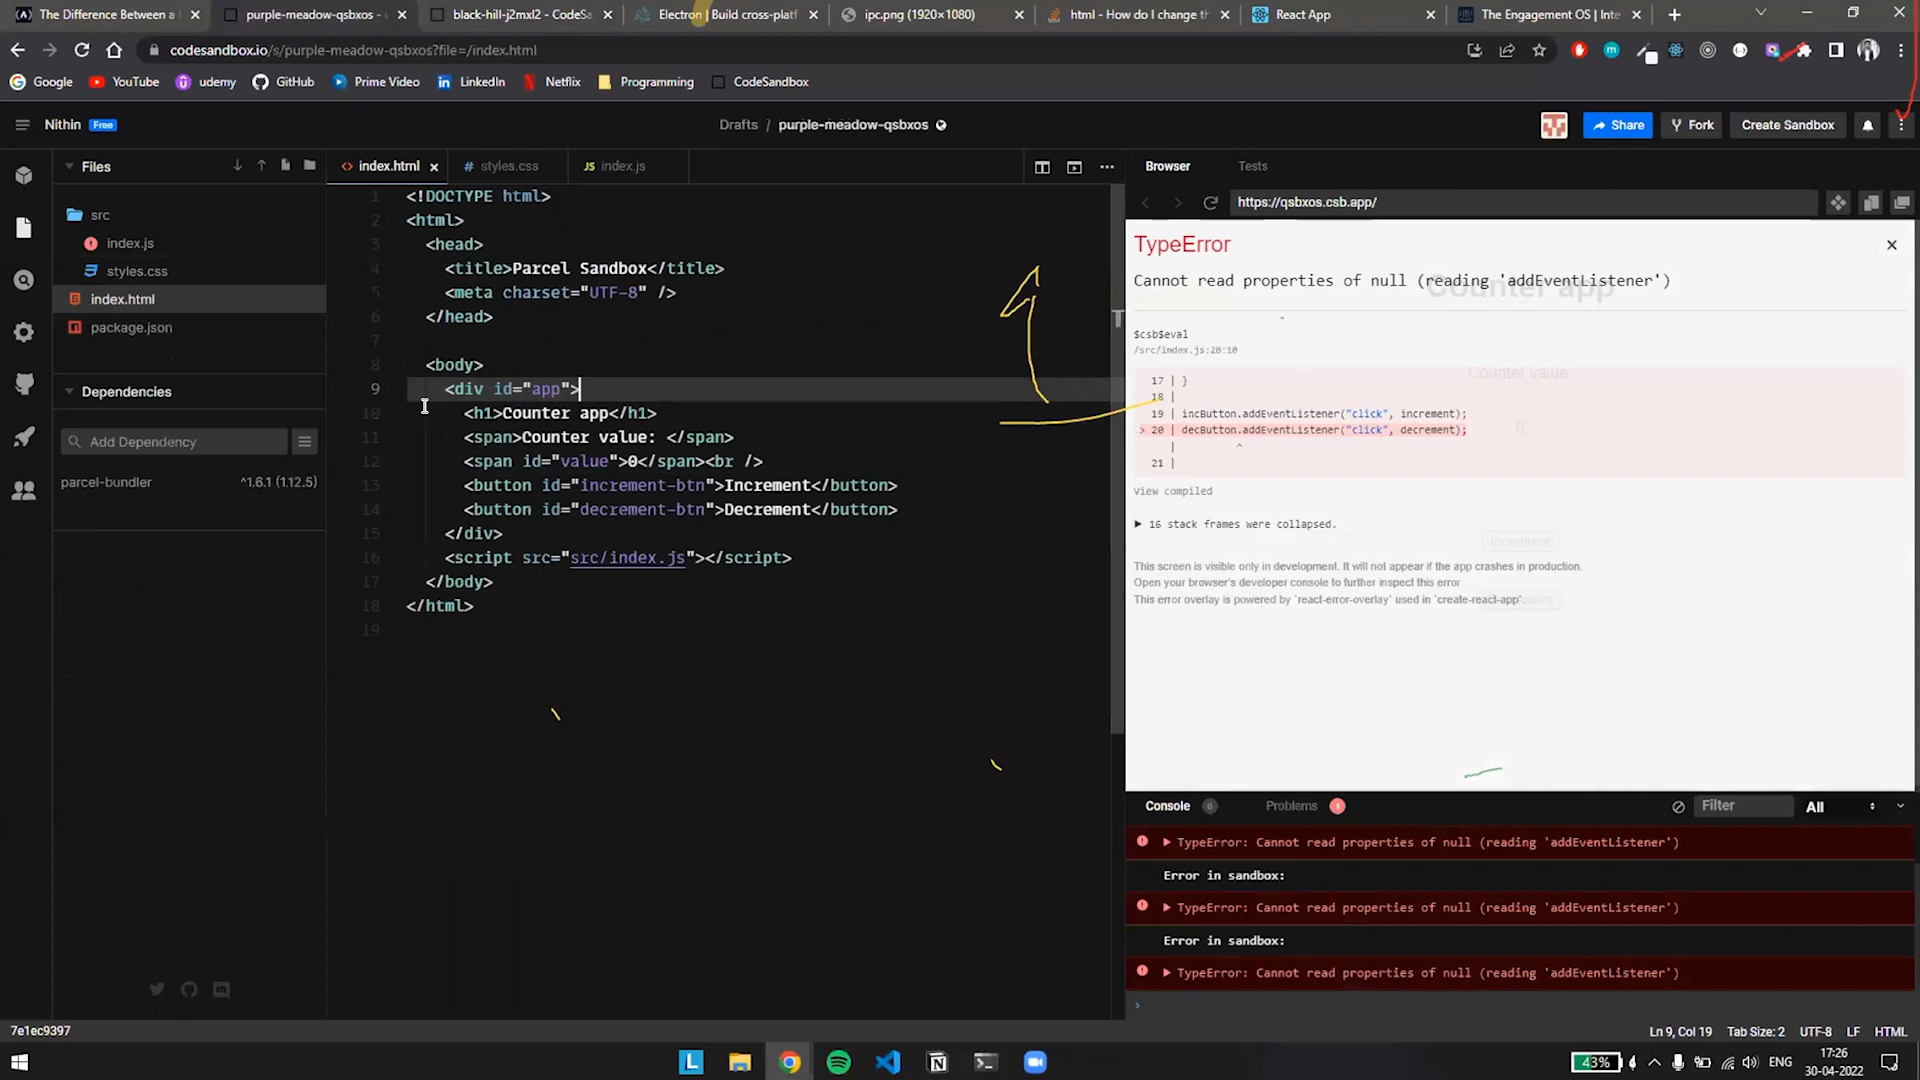 The Difference Between a
purple-meadow-qsbxos -
black-hill-j2mxl2 - CodeSa
Electron | Build cross-platf
ipc.png (1920×1080)
html - How do I change t
React App
The Engagement OS | Inte
codesandbox.io/s/purple-meadow-qsbxos?file=/index.html
Google
YouTube
udemy
GitHub
Prime Video
LinkedIn
Netflix
Programming
CodeSandbox
Nithin Free
Drafts / purple-meadow-qsbxos
Share
Fork
Create Sandbox
Files
src
index.js
styles.css
index.html
package.json
Dependencies
Add Dependency
parcel-bundler ^1.6.1 (1.12.5)
index.html
styles.css
JS index.js
1 <!DOCTYPE html>
2 <html>
3 <head>
4 <title>Parcel Sandbox</title>
5 <meta charset="UTF-8" />
6 </head>
7
8 <body>
9 <div id="app">
10 <h1>Counter app</h1>
11 <span>Counter value: </span>
12 <span id="value">0</span><br />
13 <button id="increment-btn">Increment</button>
14 <button id="decrement-btn">Decrement</button>
15 </div>
16 <script src="src/index.js"></script>
17 </body>
18 </html>
19
Browser
Tests
https://qsbxos.csb.app/
TypeError
Cannot read properties of null (reading 'addEventListener')
Counter app
$csb$eval
/src/index.js:20:10
Counter value
17 | }
18 |
19 | incButton.addEventListener("click", increment);
> 20 | decButton.addEventListener("click", decrement);
0
| ^
21 |
View compiled
▶ 16 stack frames were collapsed.
Increment
This screen is visible only in development. It will not appear if the app crashes in production.
Open your browser's developer console to further inspect this error
This error overlay is powered by `react-error-overlay` used in `create-react-app`.
Console 0
Problems 1
Filter
All
TypeError: Cannot read properties of null (reading 'addEventListener')
Error in sandbox:
TypeError: Cannot read properties of null (reading 'addEventListener')
Error in sandbox:
TypeError: Cannot read properties of null (reading 'addEventListener')
7e1ec9397
Ln 9, Col 19
Tab Size: 2
UTF-8
LF
HTML
43%
ENG
17:26
30-04-2022